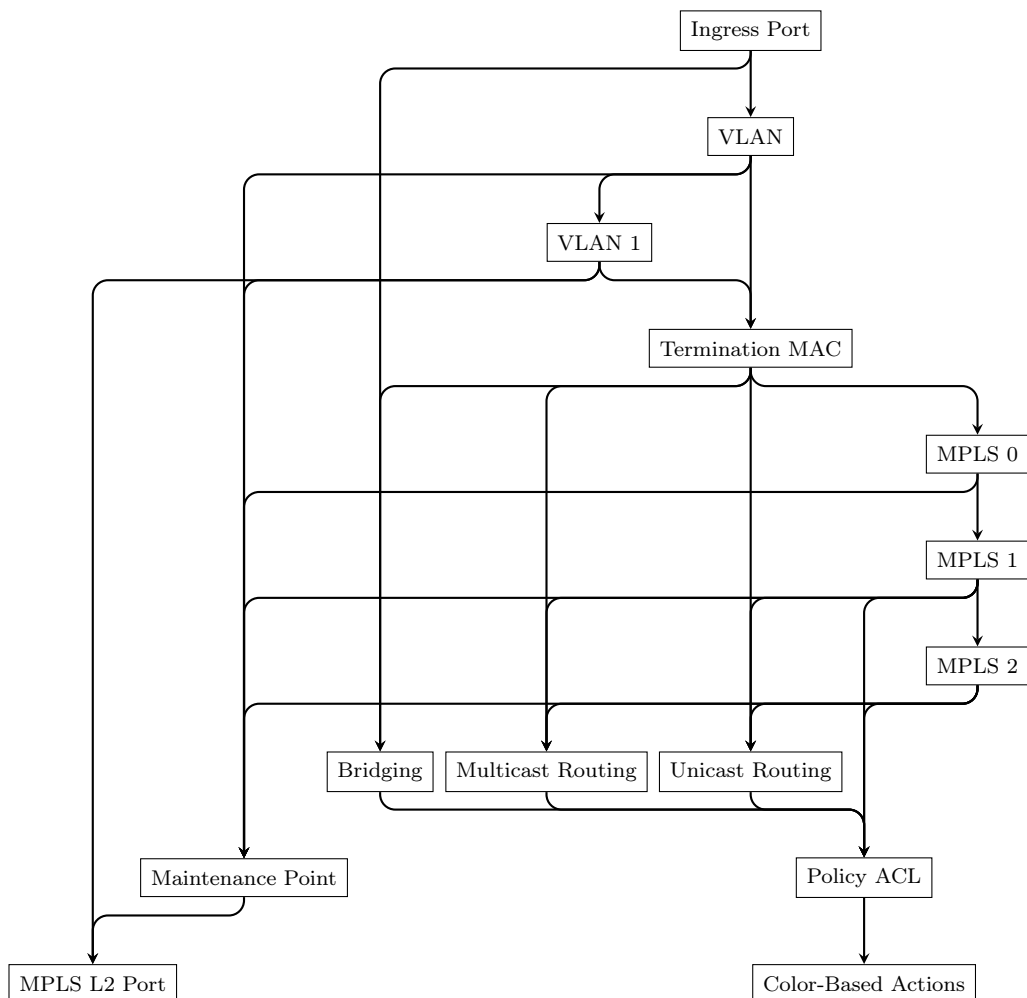 Ingress Port
VLAN
VLAN 1
Termination MAC
MPLS 0
MPLS 1
MPLS 2
Bridging
Multicast Routing
Unicast Routing
Maintenance Point
Policy ACL
MPLS L2 Port
Color-Based Actions